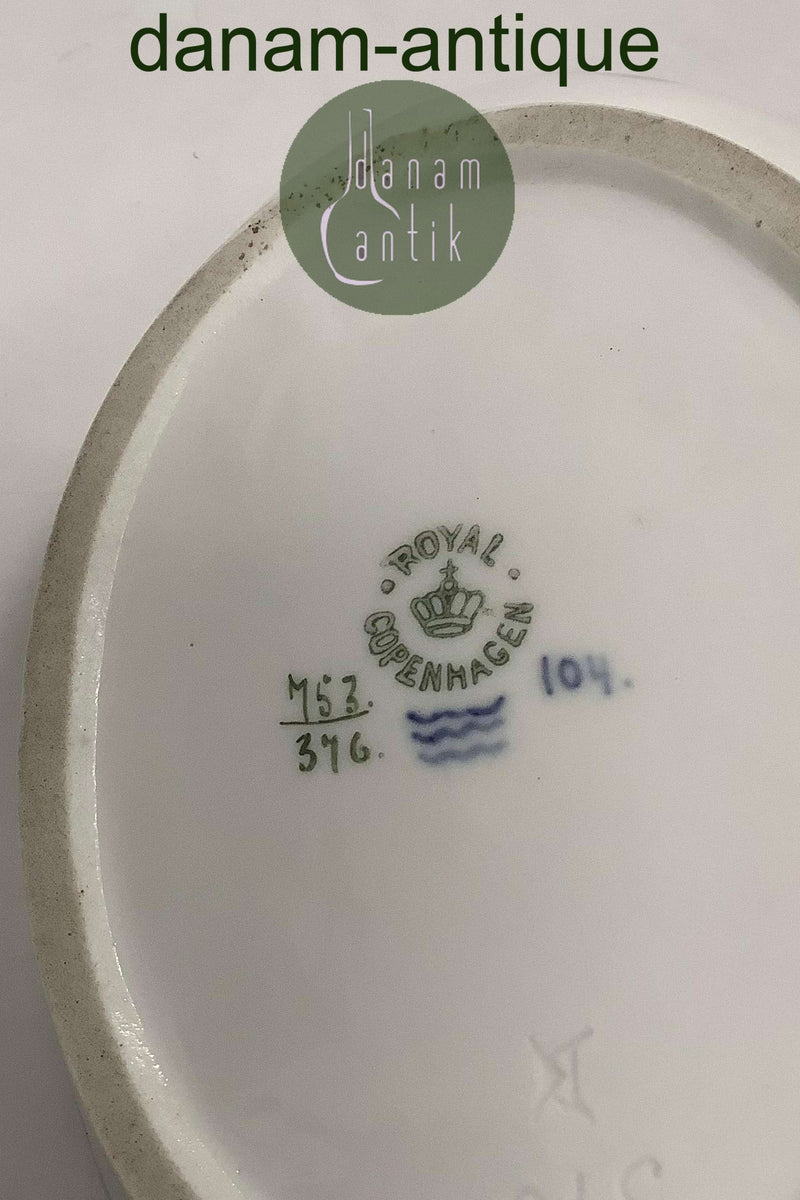 danam-antique
danam
antik
ROYAL
COPENHAGEN
753.
376.
104.